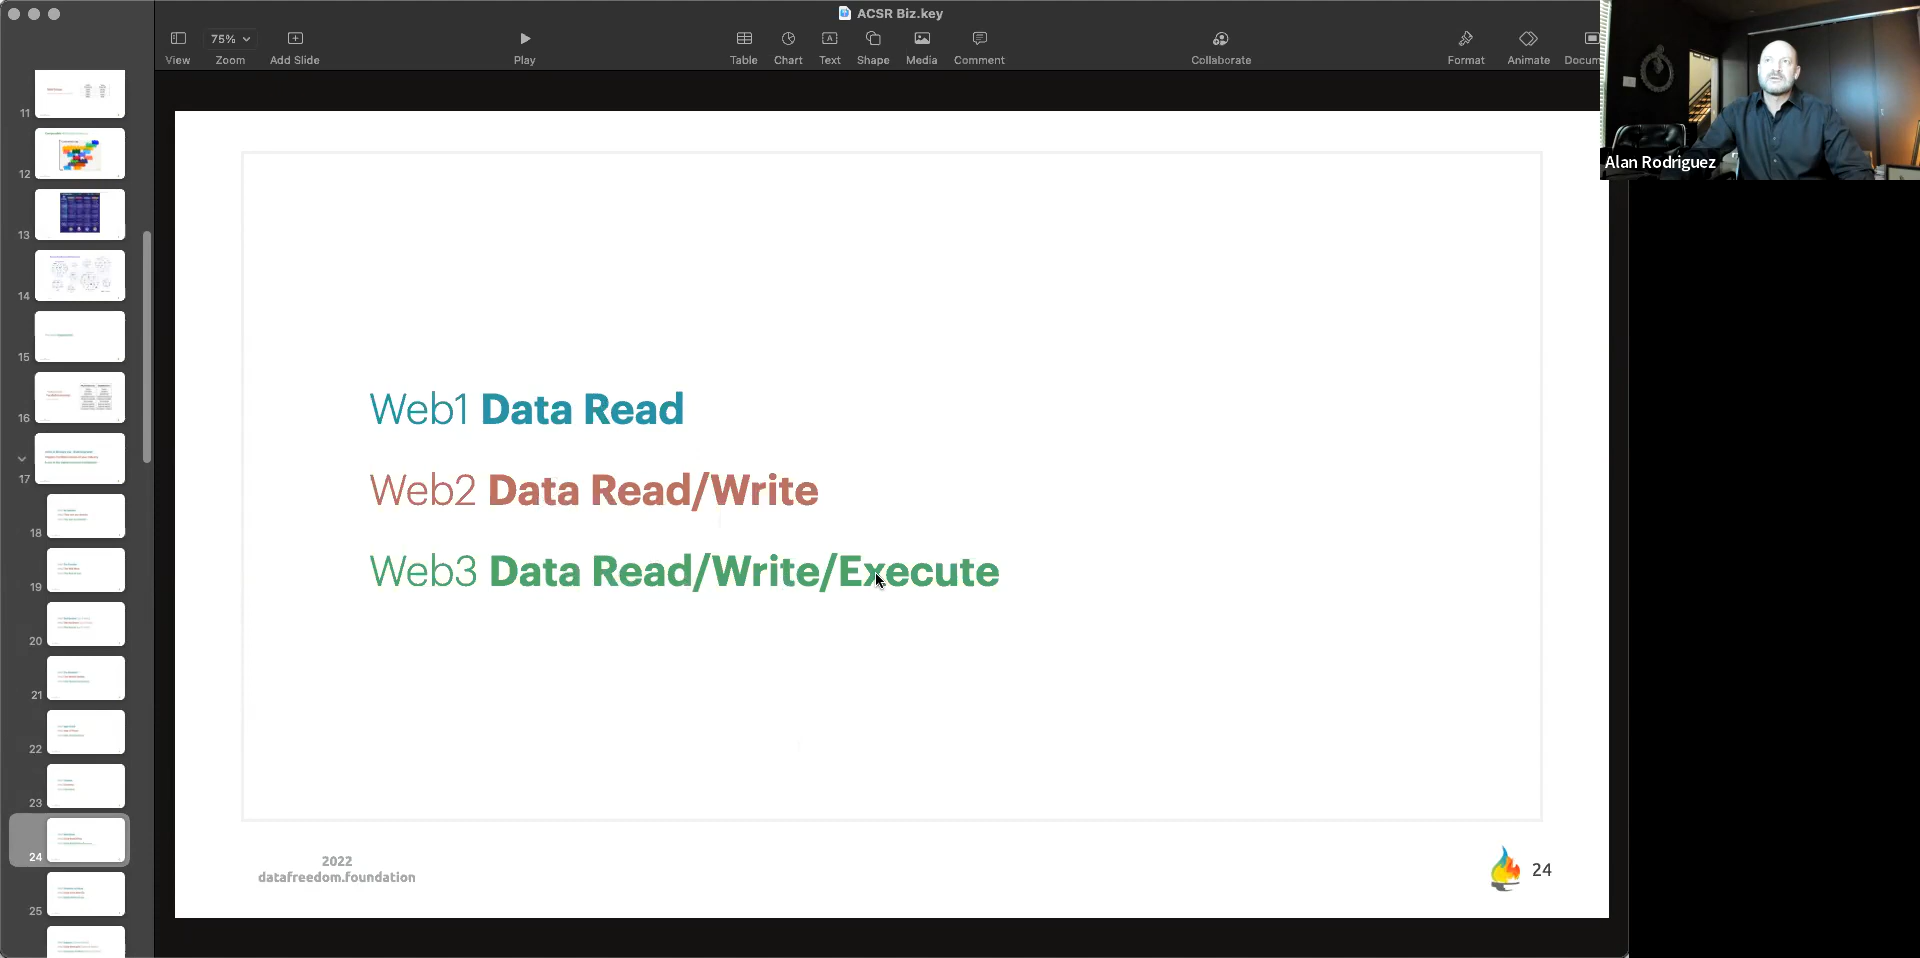 ACSR Biz.key
75%
View
Zoom
Add Slide
Play
Table
Chart
Text
Shape
Media
Comment
Collaborate
Format
Animate
Docum
Alan Rodriguez
11
12
13
14
15
16
17
18
19
20
21
22
23
24
25
Web1 Data Read
Web2 Data Read/Write
Web3 Data Read/Write/Execute
2022
datafreedom.foundation
24